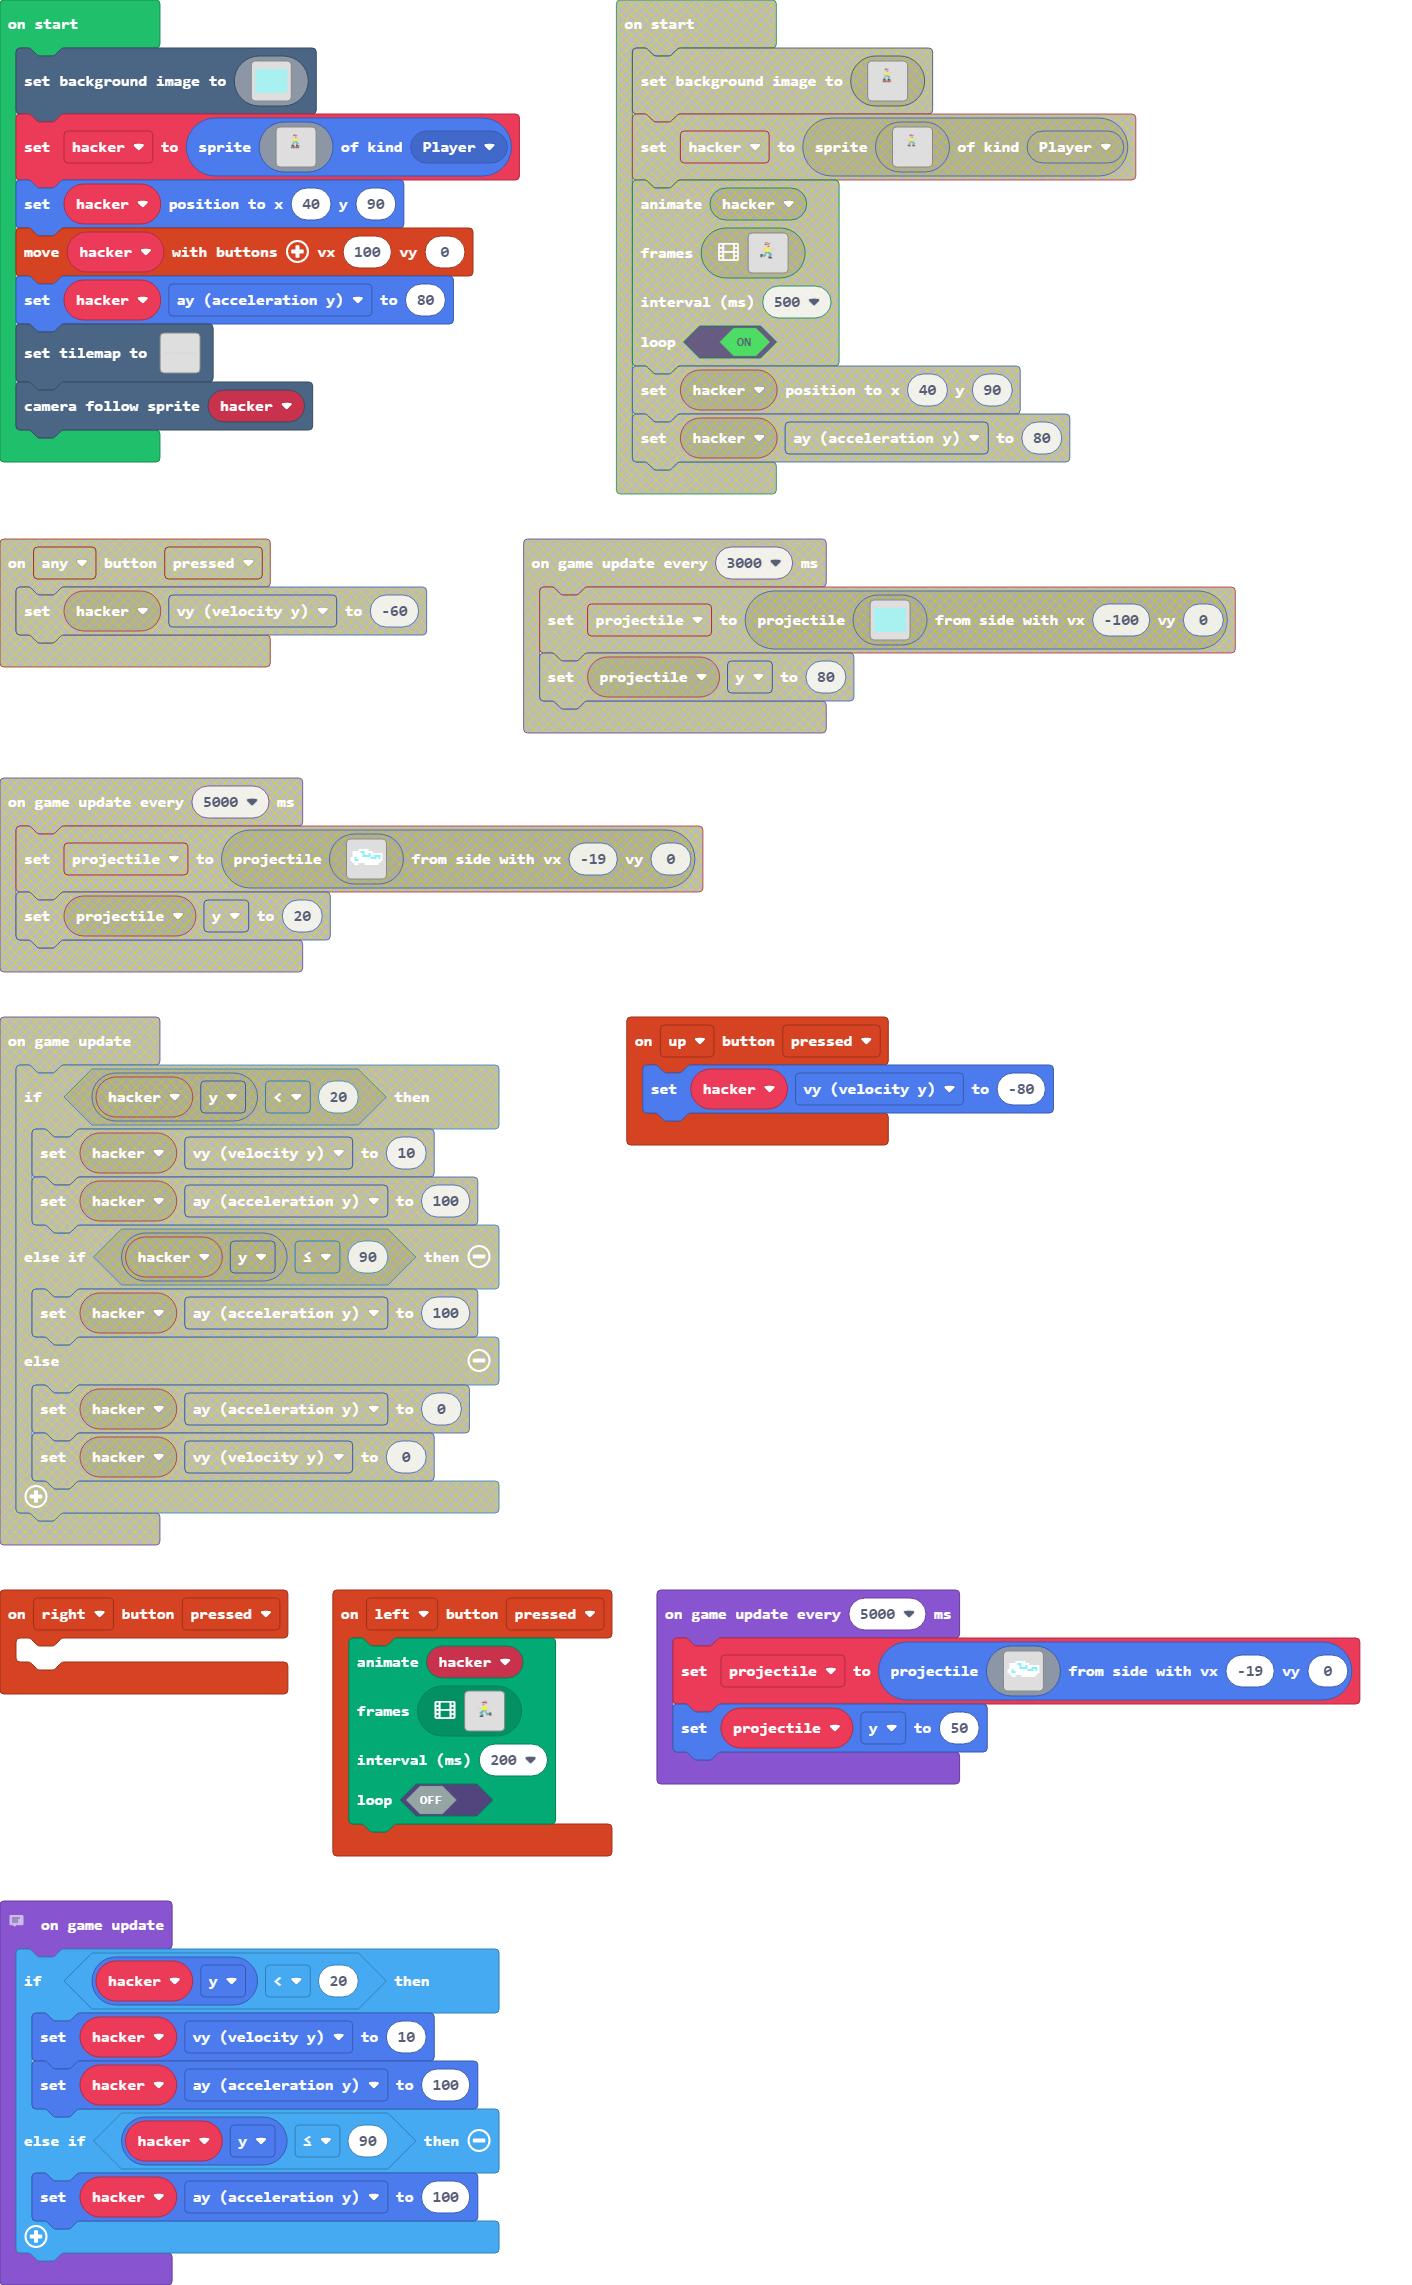 on start
set background image to
set hacker to sprite of kind Player
set hacker position to x 40 y 90
move hacker with buttons vx 100 vy 0
set hacker ay (acceleration y) to 80
set tilemap to
camera follow sprite hacker
on start
set background image to
set hacker to sprite of kind Player
animate hacker
frames
interval (ms) 500
loop ON
set hacker position to x 40 y 90
set hacker ay (acceleration y) to 80
on any button pressed
set hacker vy (velocity y) to -60
on game update every 3000 ms
set projectile to projectile from side with vx -100 vy 0
set projectile y to 80
on game update every 5000 ms
set projectile to projectile from side with vx -19 vy 0
set projectile y to 20
on game update
if hacker y < 20 then
set hacker vy (velocity y) to 10
set hacker ay (acceleration y) to 100
else if hacker y ≤ 90 then
set hacker ay (acceleration y) to 100
else
set hacker ay (acceleration y) to 0
set hacker vy (velocity y) to 0
on up button pressed
set hacker vy (velocity y) to -80
on right button pressed
on left button pressed
animate hacker
frames
interval (ms) 200
loop OFF
on game update every 5000 ms
set projectile to projectile from side with vx -19 vy 0
set projectile y to 50
on game update
if hacker y < 20 then
set hacker vy (velocity y) to 10
set hacker ay (acceleration y) to 100
else if hacker y ≤ 90 then
set hacker ay (acceleration y) to 100